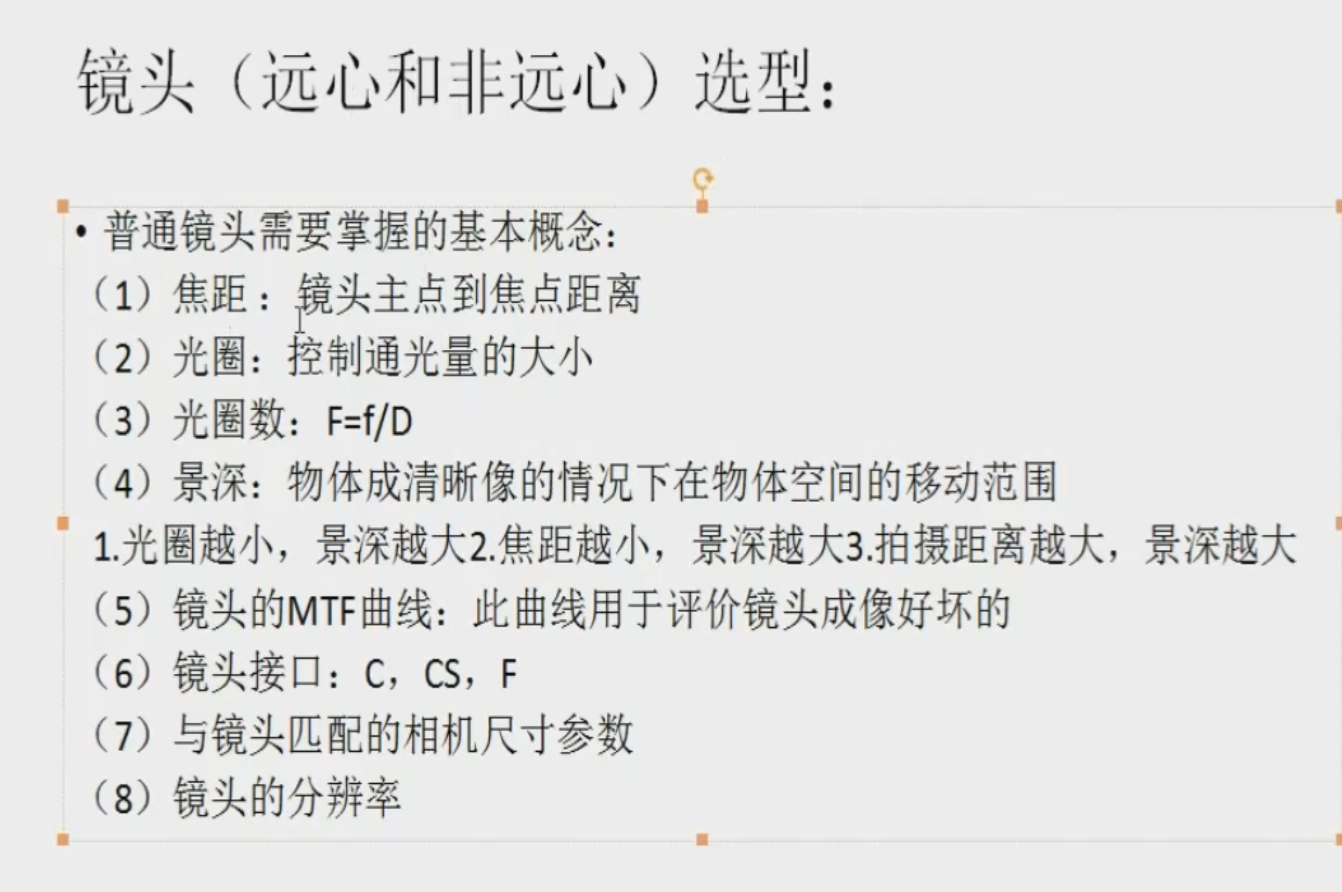 镜头（远心和非远心）选型：
• 普通镜头需要掌握的基本概念：
（1）焦距 ：镜头主点到焦点距离
（2）光圈：控制通光量的大小
（3）光圈数：F=f/D
（4）景深：物体成清晰像的情况下在物体空间的移动范围
1.光圈越小，景深越大2.焦距越小，景深越大3.拍摄距离越大，景深越大
（5）镜头的MTF曲线：此曲线用于评价镜头成像好坏的
（6）镜头接口：C，CS，F
（7）与镜头匹配的相机尺寸参数
（8）镜头的分辨率